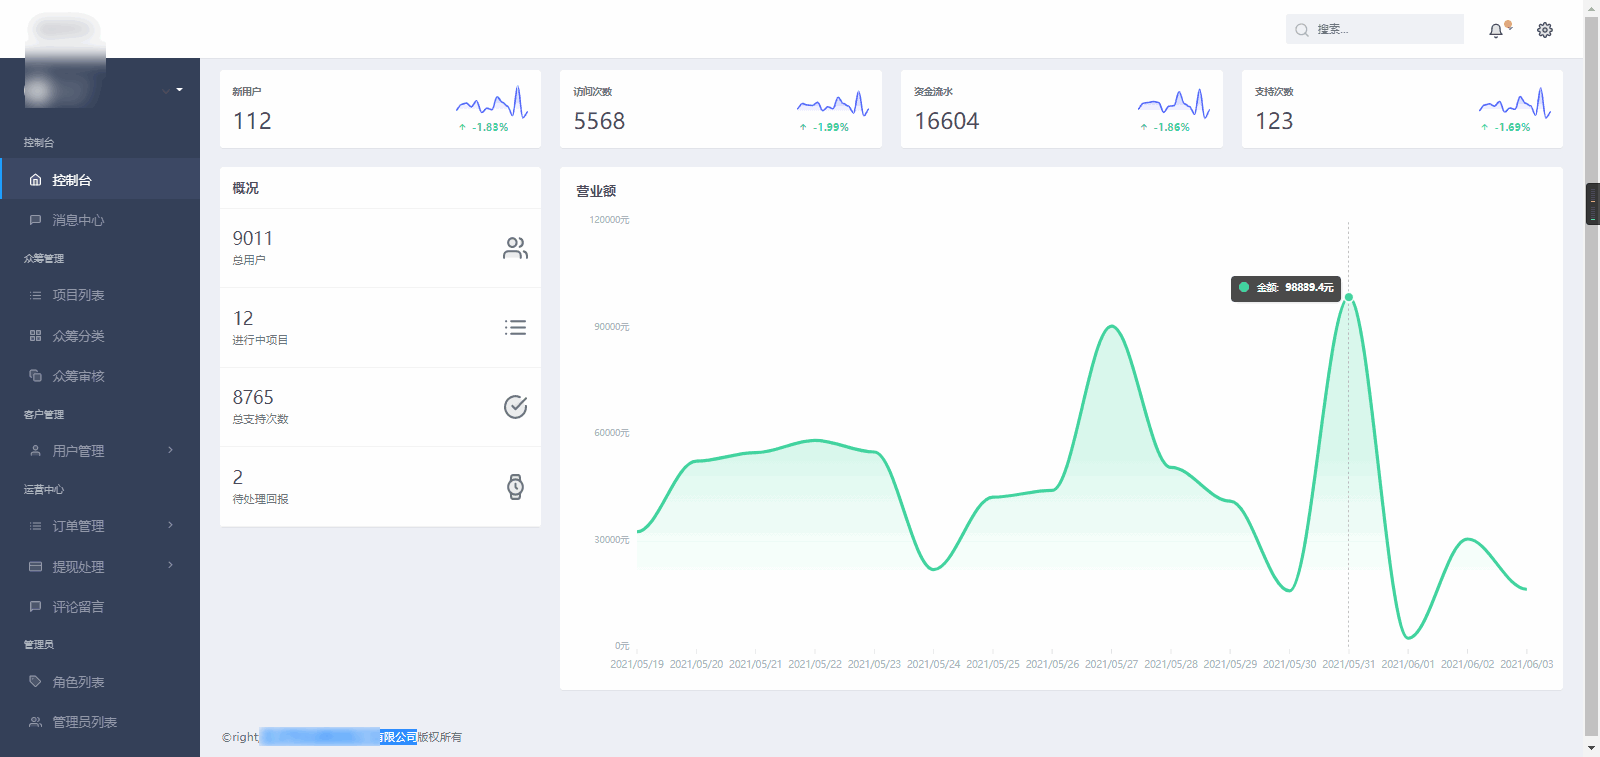 搜索...
控制台
控制台
消息中心
众筹管理
项目列表
众筹分类
众筹审核
客户管理
用户管理
运营中心
订单管理
提现处理
评论留言
管理员
角色列表
管理员列表
新用户
112
-1.83%
访问次数
5568
-1.99%
资金流水
16604
-1.86%
支持次数
123
-1.69%
概况
9011
总用户
12
进行中项目
8765
总支持次数
2
待处理回报
营业额
120000元
90000元
60000元
30000元
0元
金额: 98839.4元
2021/05/19 2021/05/20 2021/05/21 2021/05/22 2021/05/23 2021/05/24 2021/05/25 2021/05/26 2021/05/27 2021/05/28 2021/05/29 2021/05/30 2021/05/31 2021/06/01 2021/06/02 2021/06/03
©right 有限公司版权所有